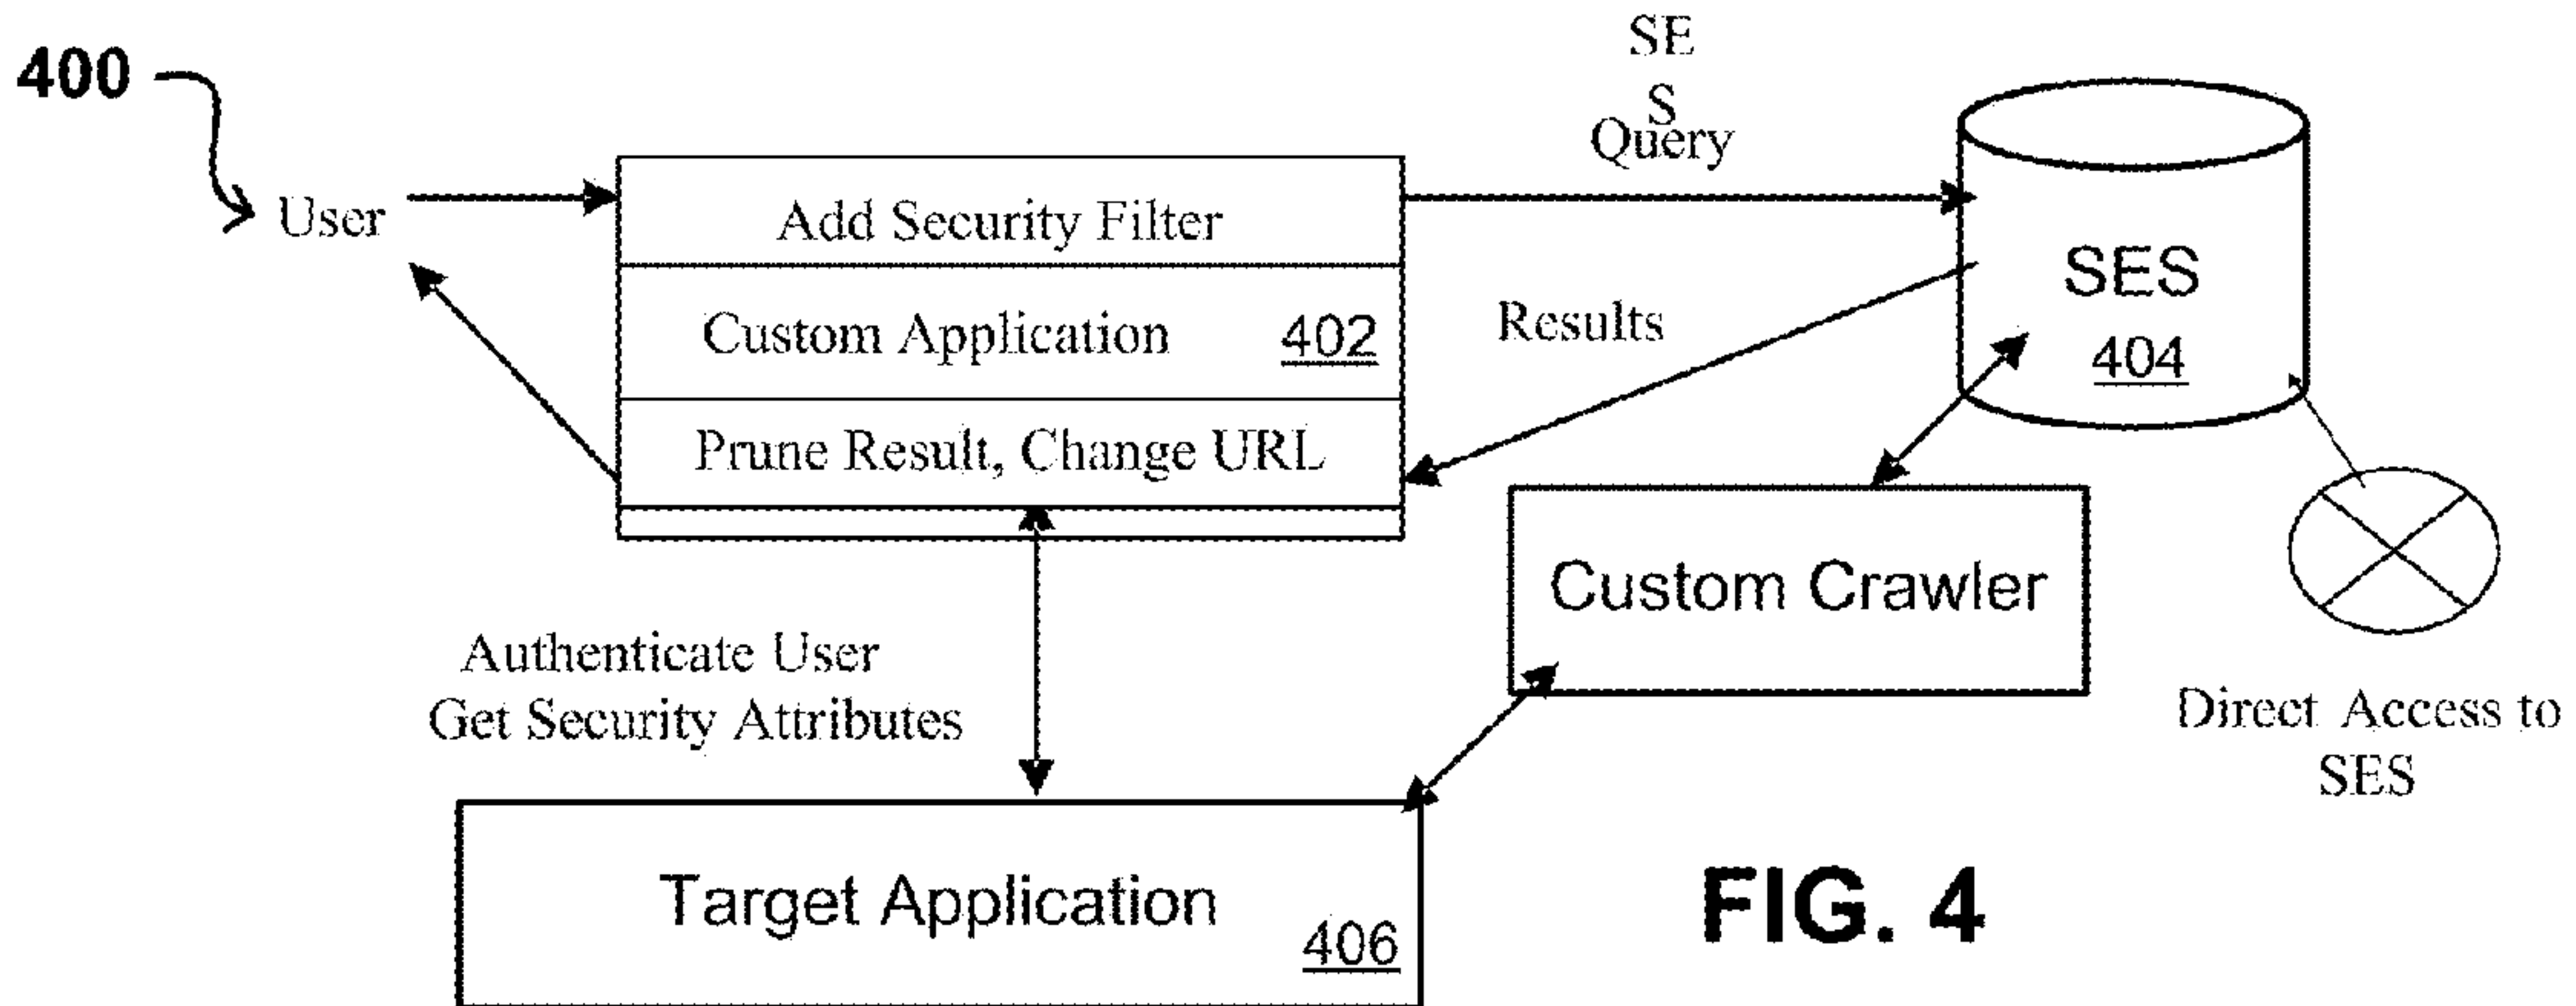 400
User
Add Security Filter
Custom Application 402
Prune Result, Change URL
SE
S
Query
Results
SES
404
Custom Crawler
Direct Access to
SES
Authenticate User
Get Security Attributes
Target Application
406
FIG. 4